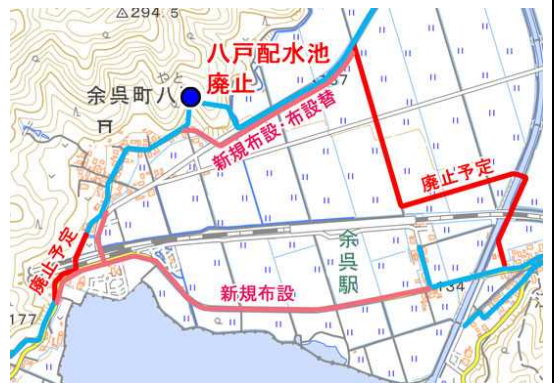 △294.5
八戸配水池
廃止
やと
余呉町八
137
新規布設・布設替
廃止予定
廃止予定
余呉駅
新規布設
134
177